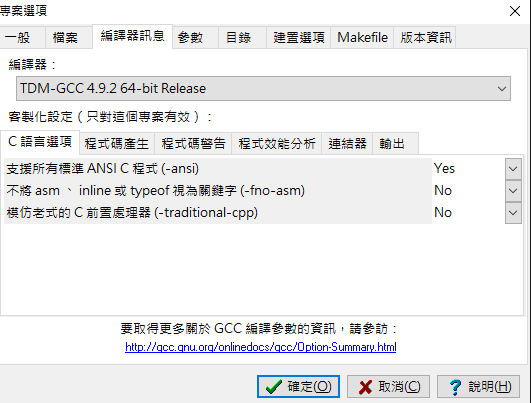 專案選項
一般 檔案 編譯器訊息 參數 目錄 建置選項 Makefile 版本資訊
編譯器：
TDM-GCC 4.9.2 64-bit Release
客製化設定（只對這個專案有效）：
C 語言選項 程式碼產生 程式碼警告 程式效能分析 連結器 輸出
支援所有標準 ANSI C 程式 (-ansi) Yes
不將 asm 、 inline 或 typeof 視為關鍵字 (-fno-asm) No
模仿老式的 C 前置處理器 (-traditional-cpp) No
要取得更多關於 GCC 編譯參數的資訊，請參訪：
http://gcc.gnu.org/onlinedocs/gcc/Option-Summary.html
確定(O) 取消(C) 說明(H)